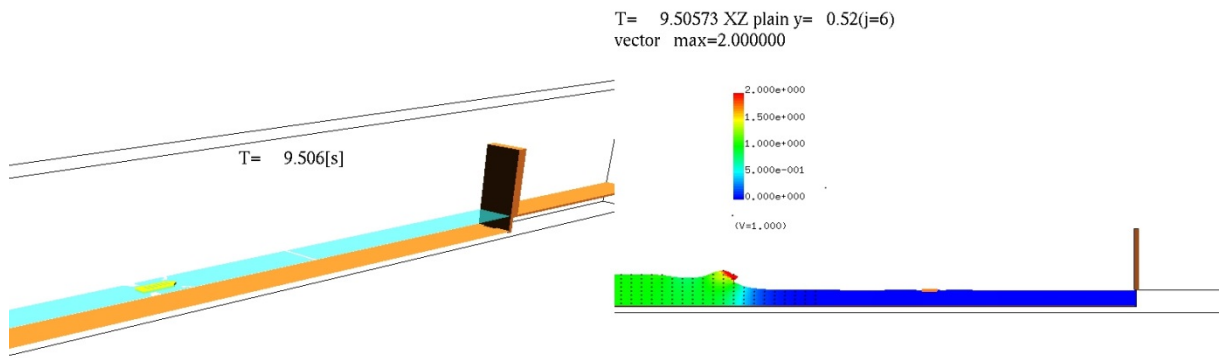 T= 9.506[s]
T= 9.50573 XZ plain y= 0.52(j=6)
vector max=2.000000
2.000e+000
1.500e+000
1.000e+000
5.000e-001
0.000e+000
(V=1.000)